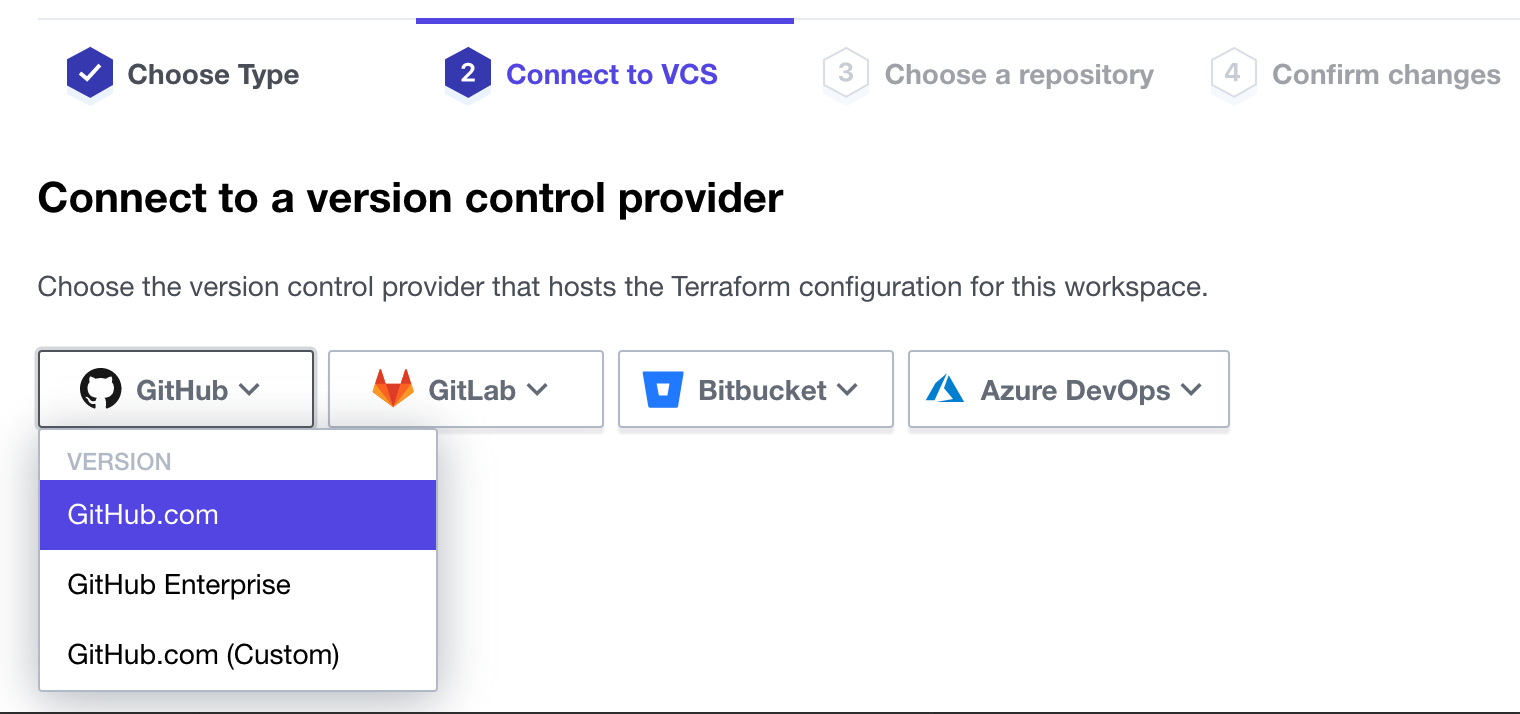 Choose Type
2 Connect to VCS
3 Choose a repository
4 Confirm changes
Connect to a version control provider
Choose the version control provider that hosts the Terraform configuration for this workspace.
GitHub
GitLab
Bitbucket
Azure DevOps
VERSION
GitHub.com
GitHub Enterprise
GitHub.com (Custom)